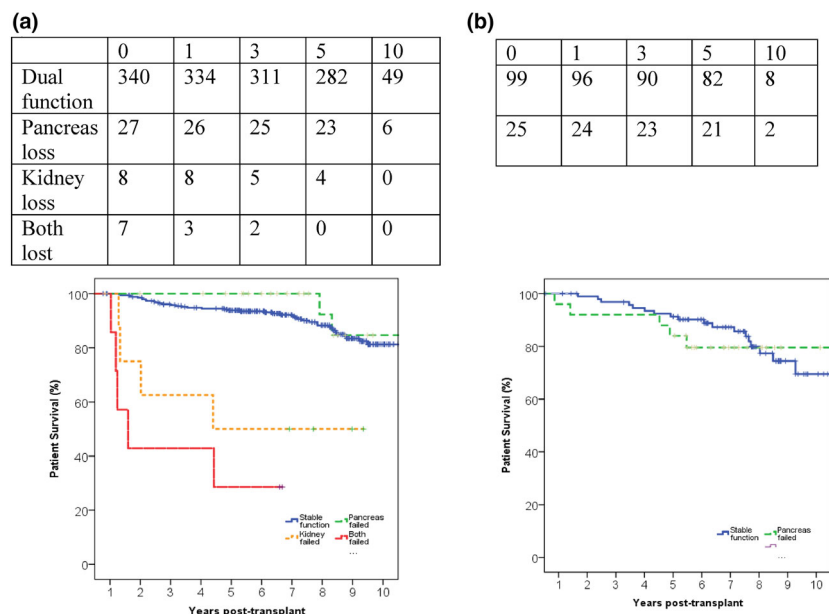 (a)
0 1 3 5 10
Dual function 340 334 311 282 49
Pancreas loss 27 26 25 23 6
Kidney loss 8 8 5 4 0
Both lost 7 3 2 0 0
100
80
60
40
20
0
Patient Survival (%)
Stable function
Pancreas failed
Kidney failed
Both failed
...
1 2 3 4 5 6 7 8 9 10
Years post-transplant
(b)
0 1 3 5 10
99 96 90 82 8
25 24 23 21 2
100
80
60
40
20
0
Patient Survival (%)
Stable function
Pancreas failed
...
1 2 3 4 5 6 7 8 9 10
Years post-transplant